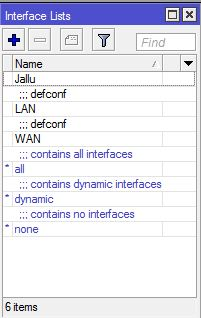 Interface Lists
Find
Name
Jallu
;;; defconf
LAN
;;; defconf
WAN
;;; contains all interfaces
* all
;;; contains dynamic interfaces
* dynamic
;;; contains no interfaces
* none
6 items